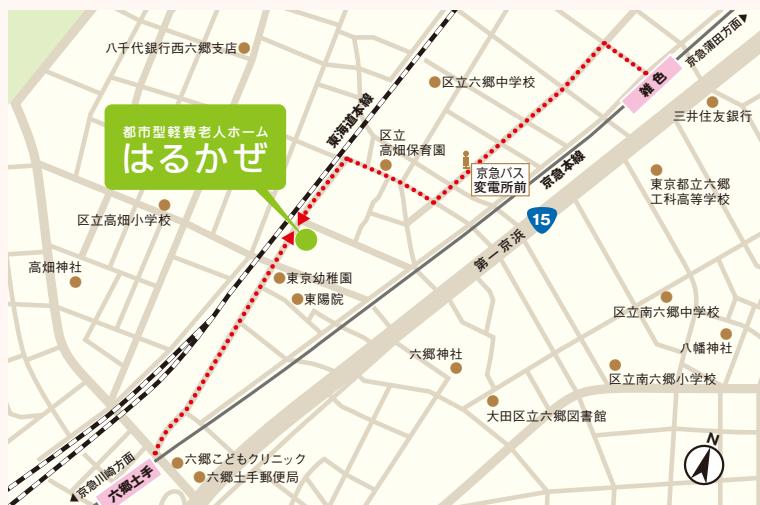 八千代銀行西六郷支店
東海道本線
区立六郷中学校
京急蒲田方面
雑色
三井住友銀行
都市型軽費老人ホーム
はるかぜ
区立
高畑保育園
京急バス
変電所前
京急本線
東京都立六郷
工科高等学校
区立高畑小学校
15
第一京浜
高畑神社
東京幼稚園
東陽院
区立南六郷中学校
八幡神社
六郷神社
区立南六郷小学校
大田区立六郷図書館
京急川崎方面
六郷土手
六郷こどもクリニック
六郷土手郵便局
N